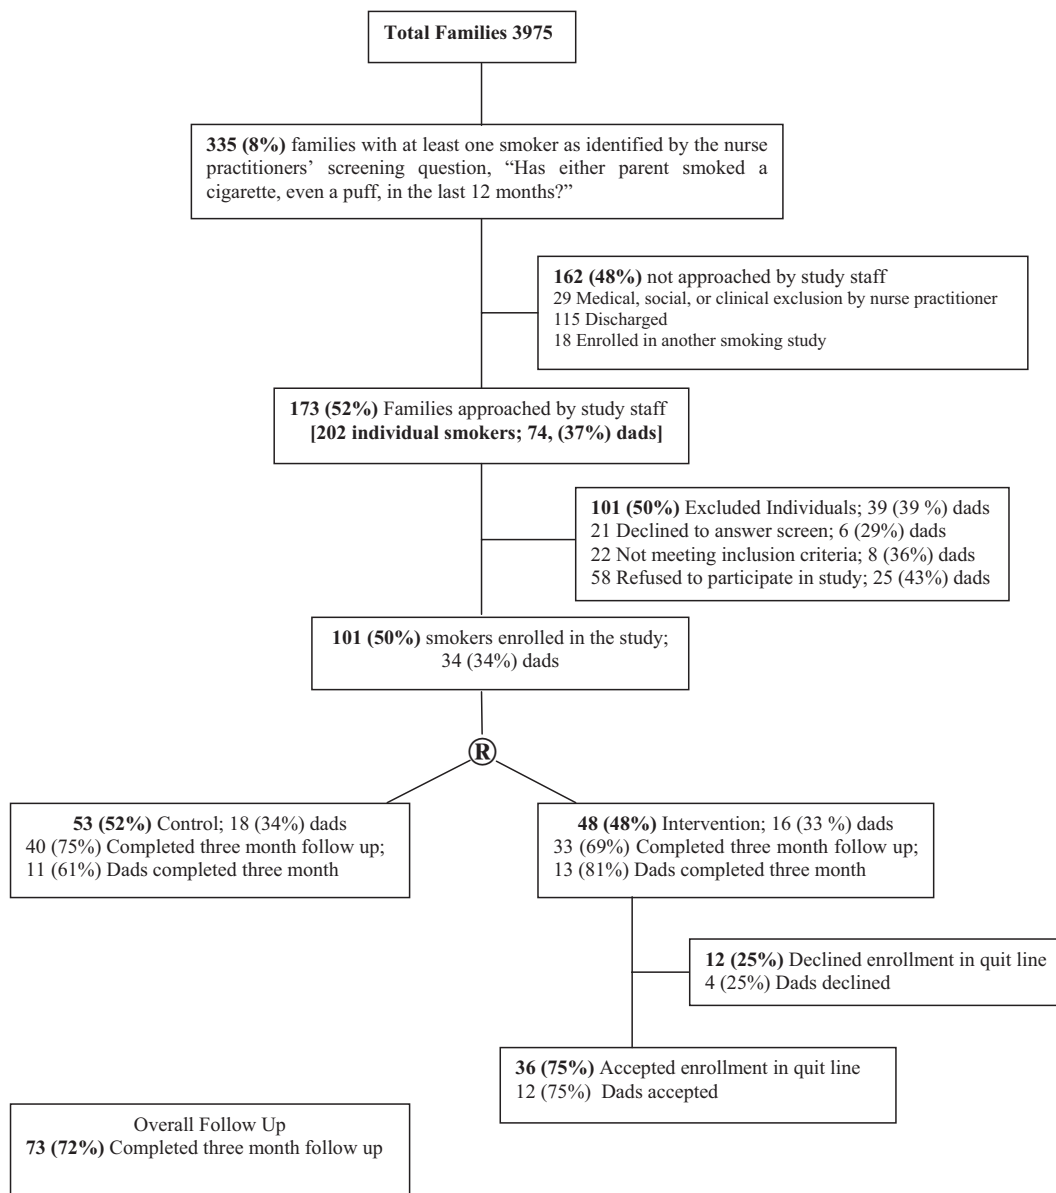 Total Families 3975
335 (8%) families with at least one smoker as identified by the nurse
practitioners’ screening question, “Has either parent smoked a
cigarette, even a puff, in the last 12 months?”
162 (48%) not approached by study staff
29 Medical, social, or clinical exclusion by nurse practitioner
115 Discharged
18 Enrolled in another smoking study
173 (52%) Families approached by study staff
[202 individual smokers; 74, (37%) dads]
101 (50%) Excluded Individuals; 39 (39 %) dads
21 Declined to answer screen; 6 (29%) dads
22 Not meeting inclusion criteria; 8 (36%) dads
58 Refused to participate in study; 25 (43%) dads
101 (50%) smokers enrolled in the study;
34 (34%) dads
®
53 (52%) Control; 18 (34%) dads
40 (75%) Completed three month follow up;
11 (61%) Dads completed three month
48 (48%) Intervention; 16 (33 %) dads
33 (69%) Completed three month follow up;
13 (81%) Dads completed three month
12 (25%) Declined enrollment in quit line
4 (25%) Dads declined
36 (75%) Accepted enrollment in quit line
12 (75%) Dads accepted
Overall Follow Up
73 (72%) Completed three month follow up